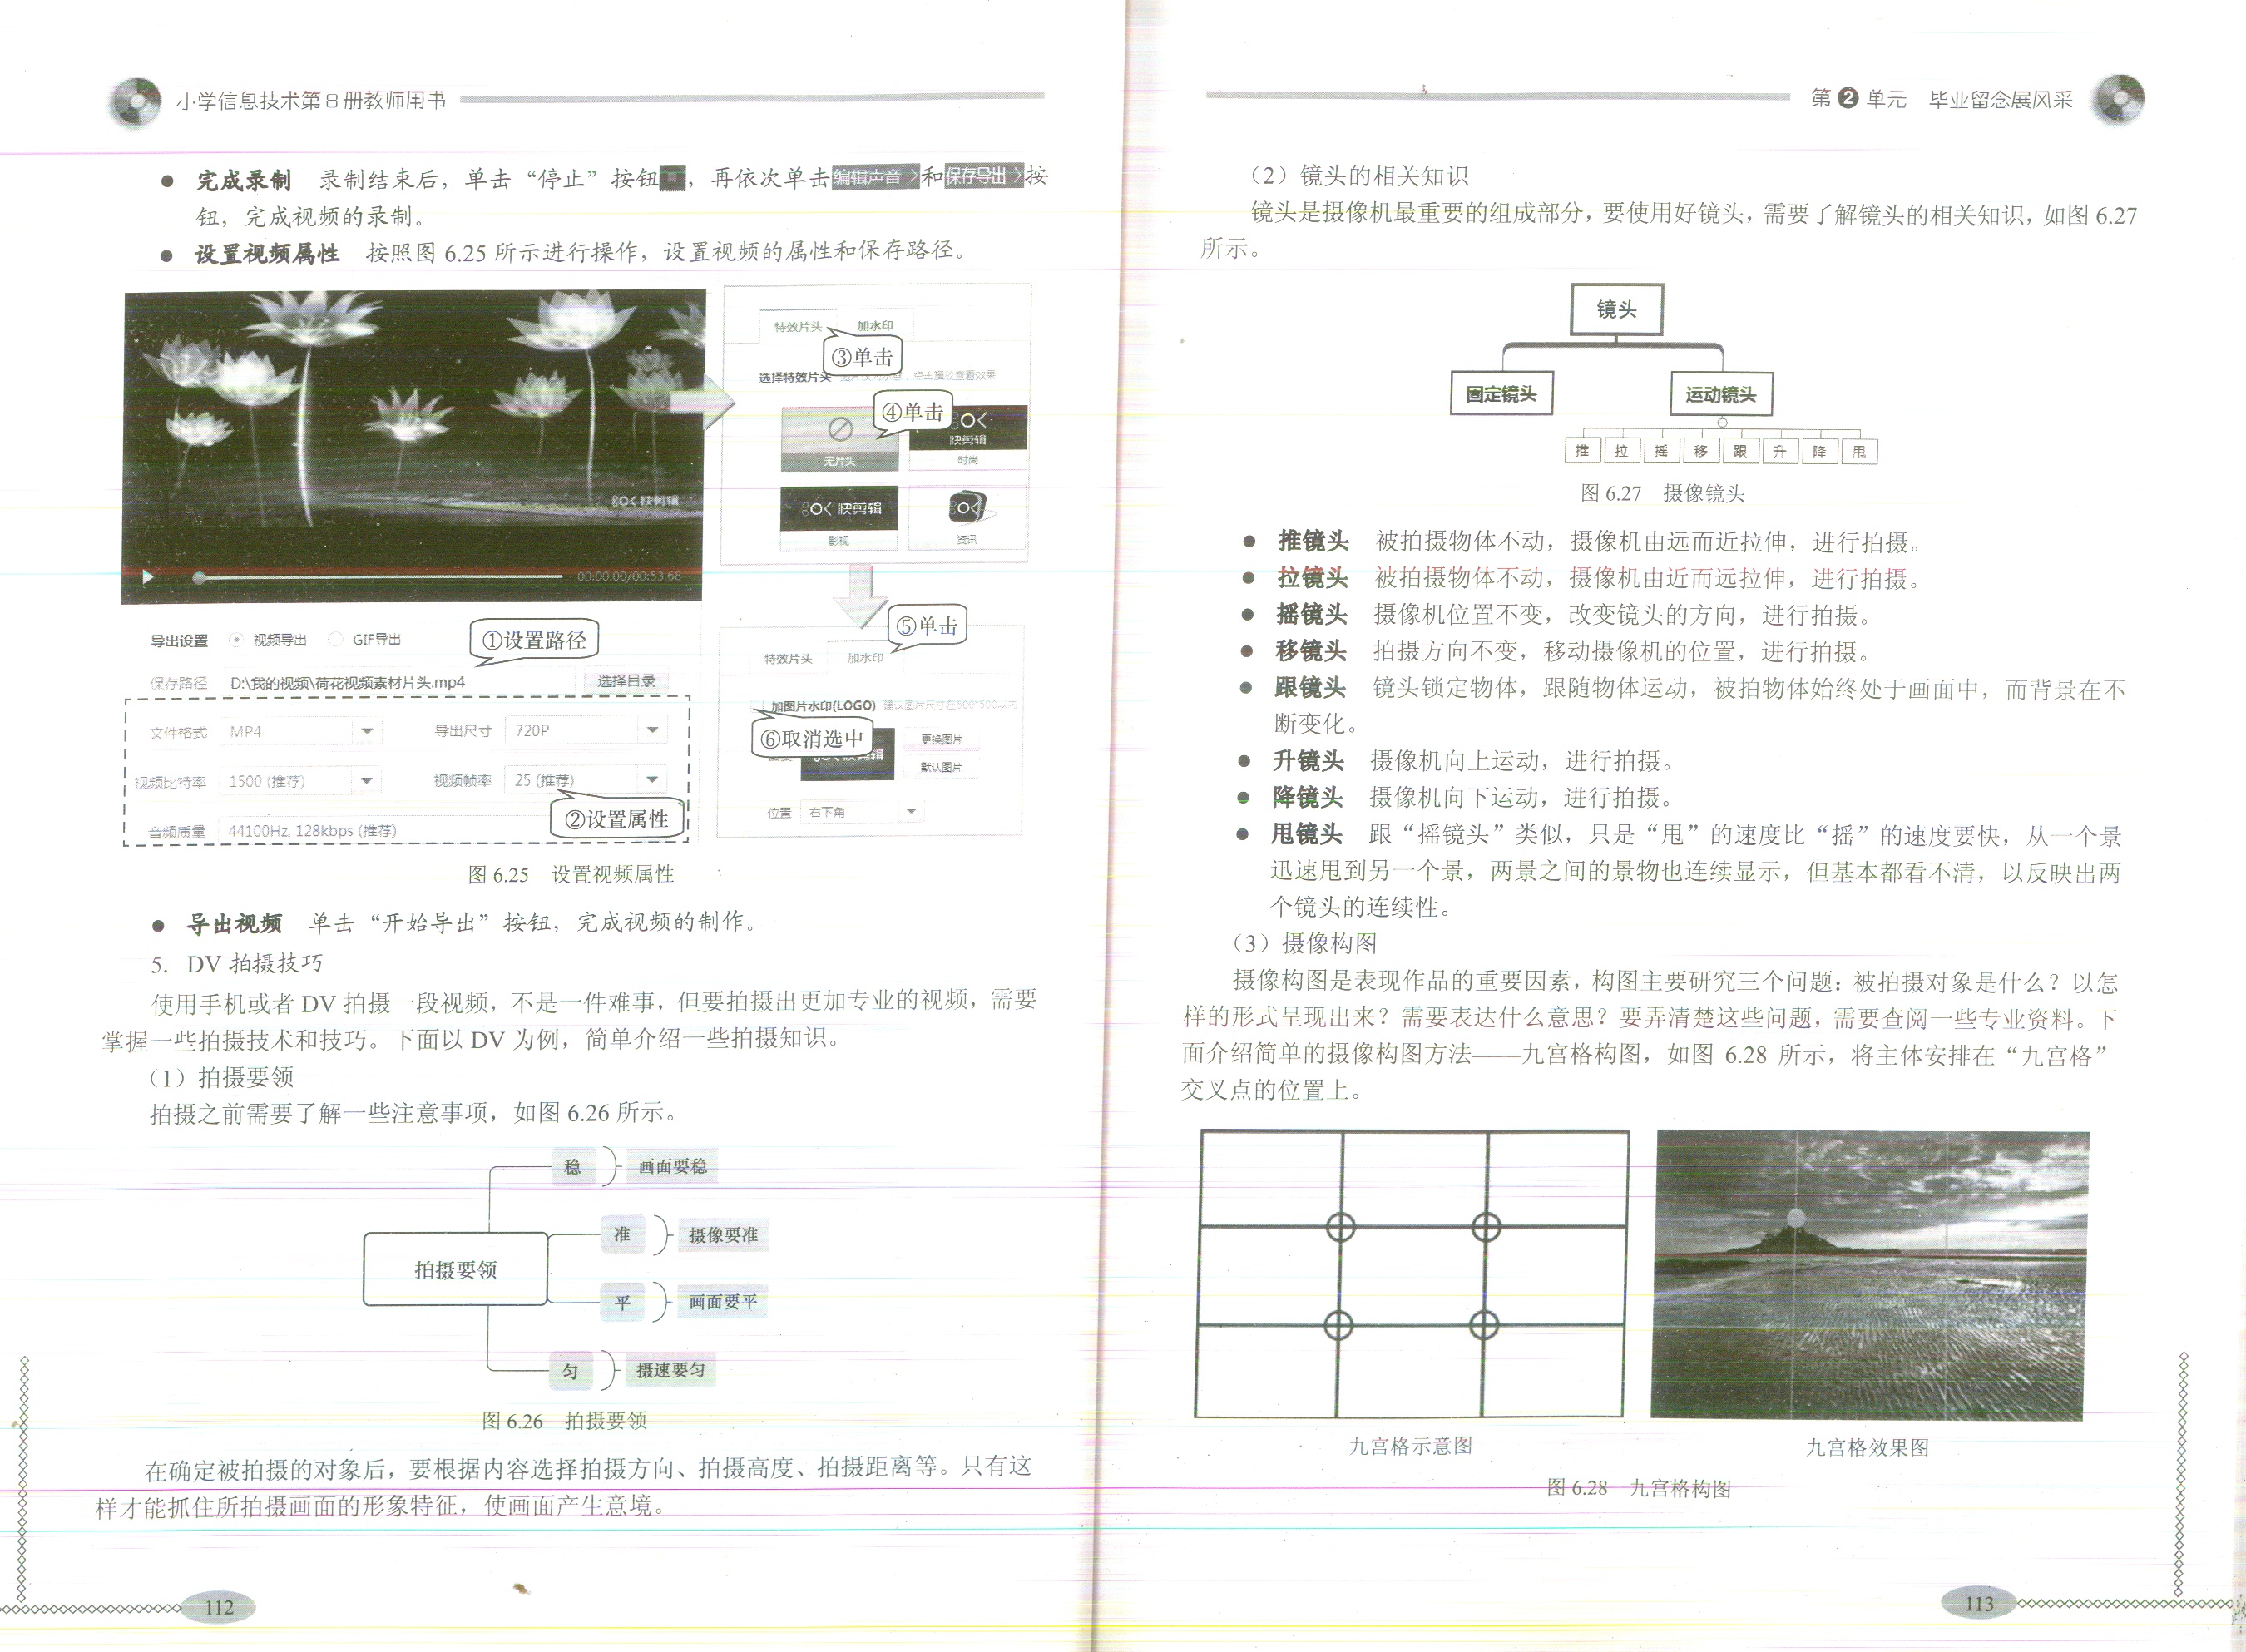 小学信息技术第8册教师用书
● 完成录制 录制结束后，单击“停止”按钮，再依次单击编辑声音 >和保存导出 >按
钮，完成视频的录制。
● 设置视频属性 按照图 6.25 所示进行操作，设置视频的属性和保存路径。
快剪辑
00:00.00/00:53.68
导出设置 视频导出 GIF导出
①设置路径
保存路径 D:\我的视频\荷花视频素材片头.mp4 选择目录
文件格式 MP4 导出尺寸 720P
视频比特率 1500 (推荐) 视频帧率 25 (推荐)
②设置属性
音频质量 44100Hz, 128kbps (推荐)
特效片头 加水印
③单击
选择特效片头 点击播放查看效果
④单击
无片头
快剪辑
时尚
快剪辑
影视
资讯
⑤单击
特效片头 加水印
加图片水印(LOGO) 建议图片尺寸在500*500以内
⑥取消选中
更换图片
默认图片
位置 右下角
图 6.25 设置视频属性
● 导出视频 单击“开始导出”按钮，完成视频的制作。
5. DV 拍摄技巧
使用手机或者 DV 拍摄一段视频，不是一件难事，但要拍摄出更加专业的视频，需要
掌握一些拍摄技术和技巧。下面以 DV 为例，简单介绍一些拍摄知识。
（1）拍摄要领
拍摄之前需要了解一些注意事项，如图 6.26 所示。
稳 画面要稳
准 摄像要准
拍摄要领
平 画面要平
匀 摄速要匀
图 6.26 拍摄要领
在确定被拍摄的对象后，要根据内容选择拍摄方向、拍摄高度、拍摄距离等。只有这
样才能抓住所拍摄画面的形象特征，使画面产生意境。
112
第2单元 毕业留念展风采
（2）镜头的相关知识
镜头是摄像机最重要的组成部分，要使用好镜头，需要了解镜头的相关知识，如图 6.27
所示。
镜头
固定镜头 运动镜头
推 拉 摇 移 跟 升 降 甩
图 6.27 摄像镜头
● 推镜头 被拍摄物体不动，摄像机由远而近拉伸，进行拍摄。
● 拉镜头 被拍摄物体不动，摄像机由近而远拉伸，进行拍摄。
● 摇镜头 摄像机位置不变，改变镜头的方向，进行拍摄。
● 移镜头 拍摄方向不变，移动摄像机的位置，进行拍摄。
● 跟镜头 镜头锁定物体，跟随物体运动，被拍物体始终处于画面中，而背景在不
断变化。
● 升镜头 摄像机向上运动，进行拍摄。
● 降镜头 摄像机向下运动，进行拍摄。
● 甩镜头 跟“摇镜头”类似，只是“甩”的速度比“摇”的速度要快，从一个景
迅速甩到另一个景，两景之间的景物也连续显示，但基本都看不清，以反映出两
个镜头的连续性。
（3）摄像构图
摄像构图是表现作品的重要因素，构图主要研究三个问题：被拍摄对象是什么？以怎
样的形式呈现出来？需要表达什么意思？要弄清楚这些问题，需要查阅一些专业资料。下
面介绍简单的摄像构图方法——九宫格构图，如图 6.28 所示，将主体安排在“九宫格”
交叉点的位置上。
九宫格示意图 九宫格效果图
图 6.28 九宫格构图
113